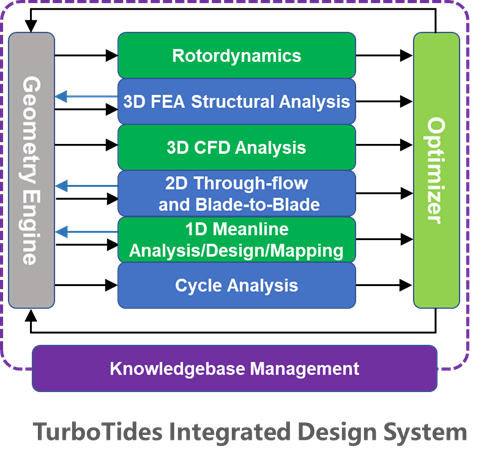 Geometry Engine
Rotordynamics
3D FEA Structural Analysis
3D CFD Analysis
2D Through-flow
and Blade-to-Blade
1D Meanline
Analysis/Design/Mapping
Cycle Analysis
Optimizer
Knowledgebase Management
TurboTides Integrated Design System